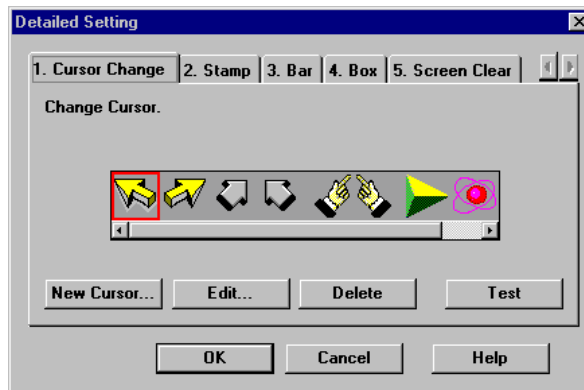 Detailed Setting
1. Cursor Change 2. Stamp 3. Bar 4. Box 5. Screen Clear
Change Cursor.
New Cursor... Edit... Delete Test
OK Cancel Help